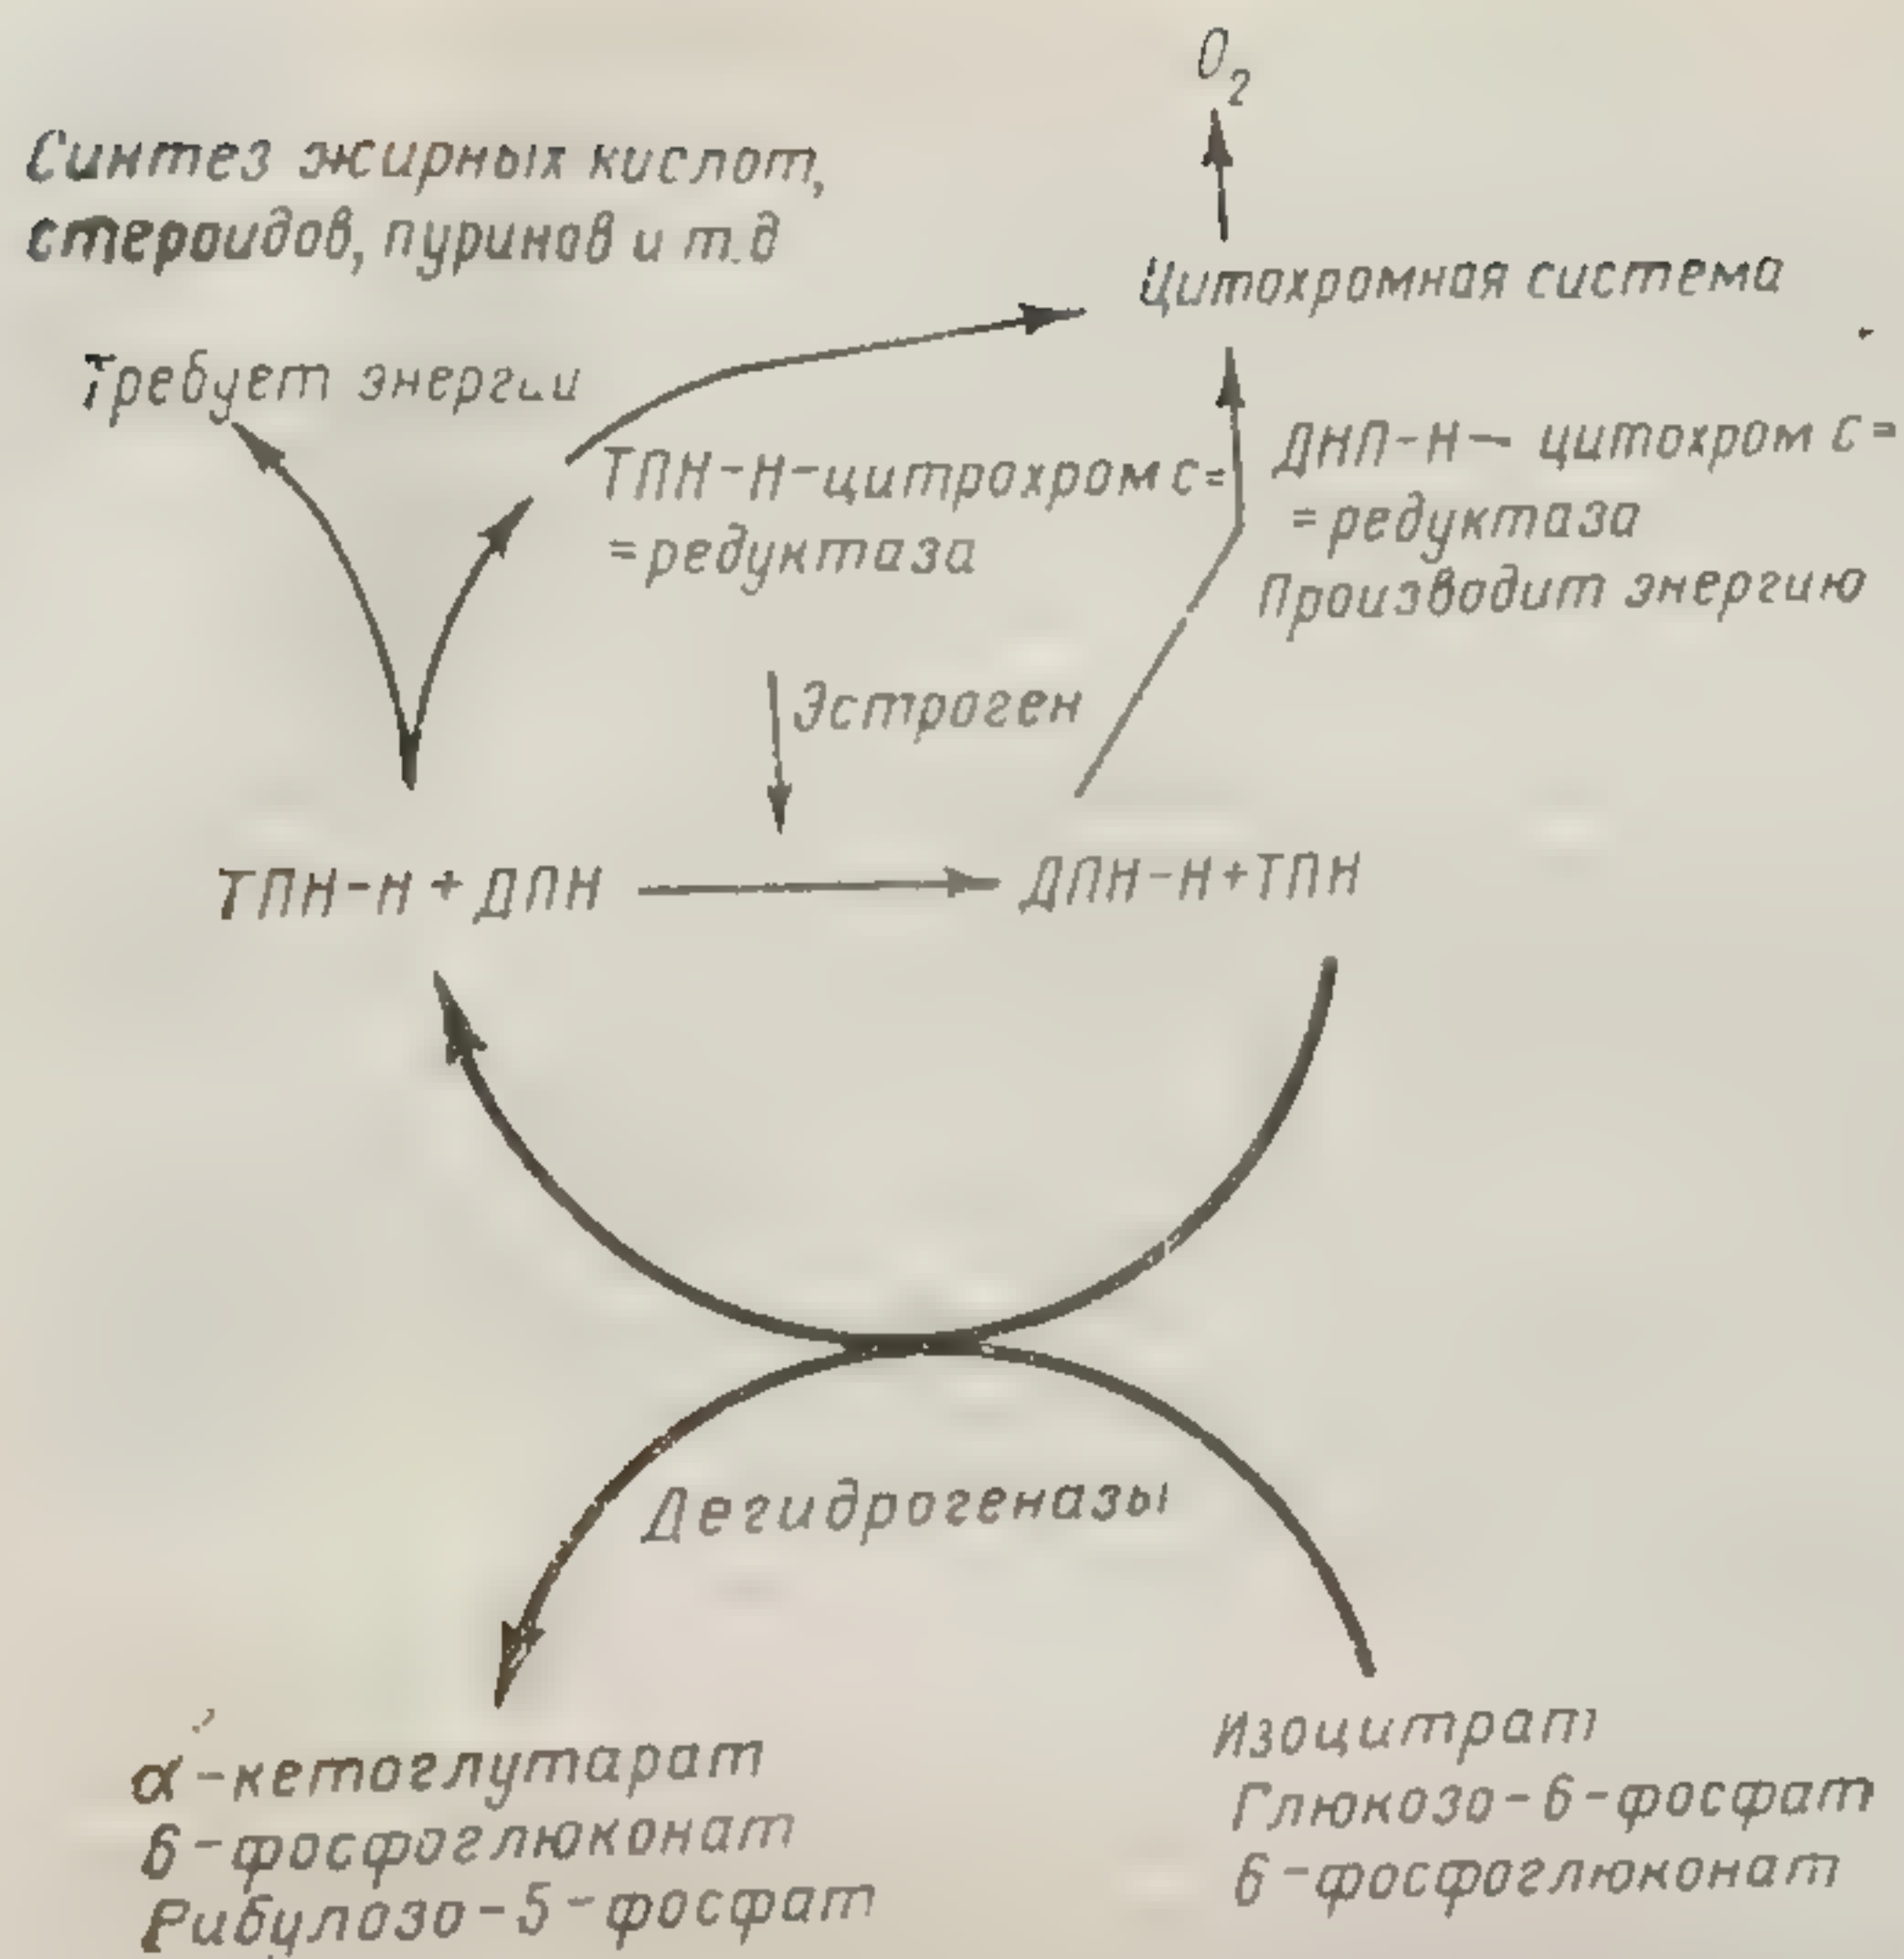 O₂
Синтез жирных кислот,
стероидов, пуринов и т.д
Цитохромная система
Требует энергии
ТПН-Н-цитрохром с=
=редуктаза
ДНП-Н— цитохром С=
=редуктаза
Производит энергию
Эстроген
ТПН-Н+ДПН
ДПН-Н+ТПН
Дегидрогеназы
α-кетоглутарат
6-фосфоглюконат
Рибулозо-5-фосфат
Изоцитрат
Глюкозо-6-фосфат
6-фосфоглюконат